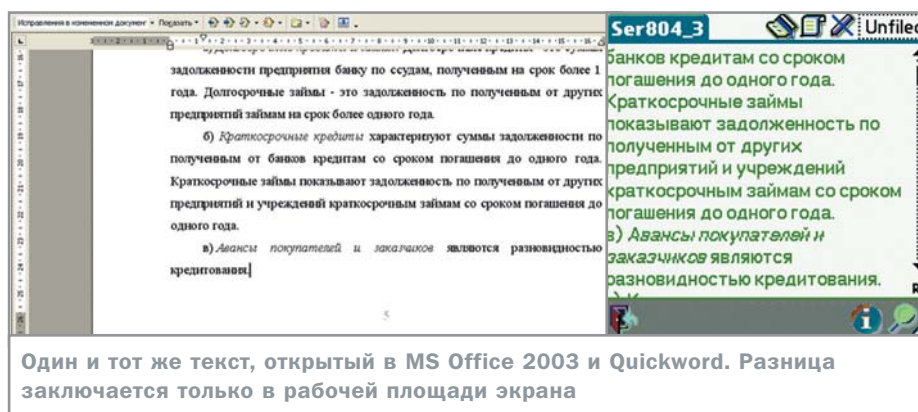 Исправления в измененном документ Показать
задолженности предприятия банку по ссудам, полученным на срок более 1
года. Долгосрочные займы - это задолженность по полученным от других
предприятий займам на срок более одного года.
б) Краткосрочные кредиты характеризуют суммы задолженности по
полученным от банков кредитам со сроком погашения до одного года.
Краткосрочные займы показывают задолженность по полученным от других
предприятий и учреждений краткосрочным займам со сроком погашения до
одного года.
в) Авансы покупателей и заказчиков являются разновидностью
кредитования.
5
Ser804_3 Unfiled
банков кредитам со сроком
погашения до одного года.
Краткосрочные займы
показывают задолженность по
полученным от других
предприятий и учреждений
краткосрочным займам со сроком
погашения до одного года.
в) Авансы покупателей и
заказчиков являются
разновидностью кредитования.
Один и тот же текст, открытый в MS Office 2003 и Quickword. Разница
заключается только в рабочей площади экрана